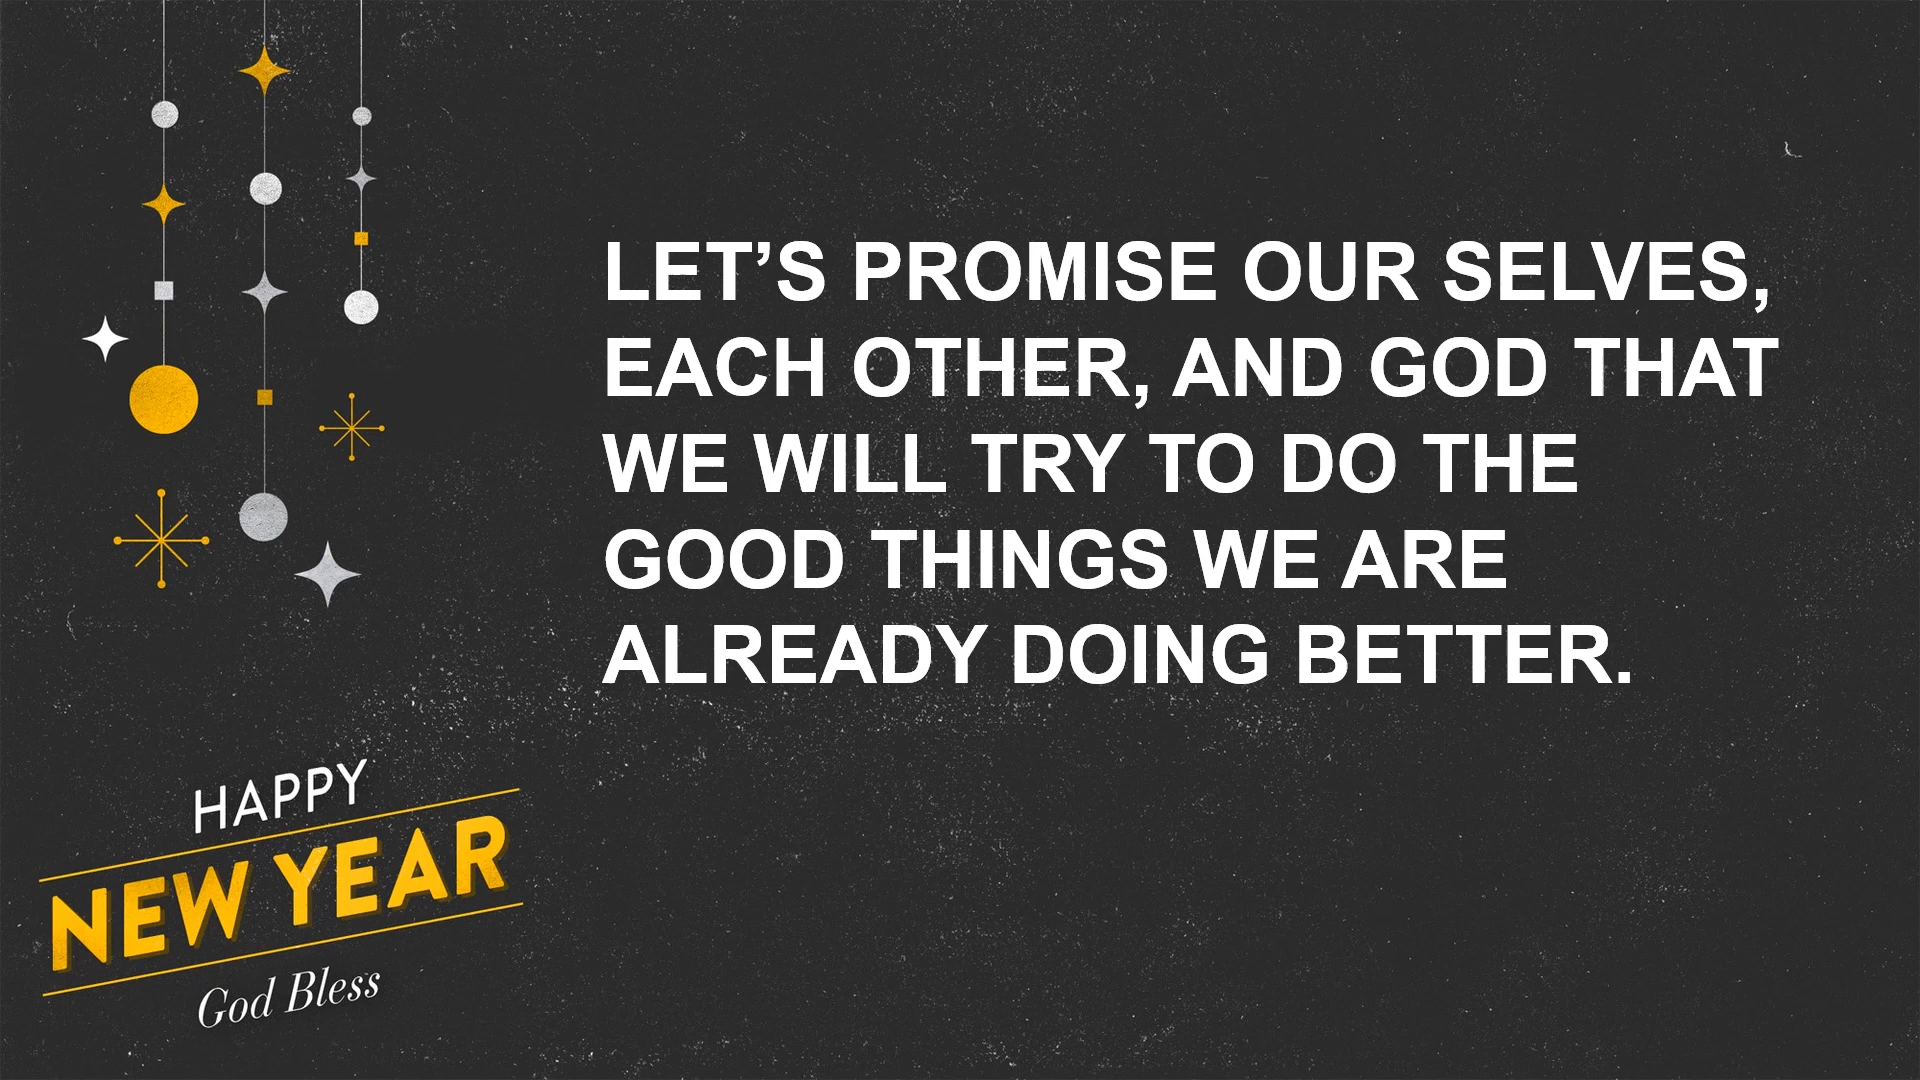 LET’S PROMISE OUR SELVES,
EACH OTHER, AND GOD THAT
WE WILL TRY TO DO THE
GOOD THINGS WE ARE
ALREADY DOING BETTER.
HAPPY
NEW YEAR
God Bless